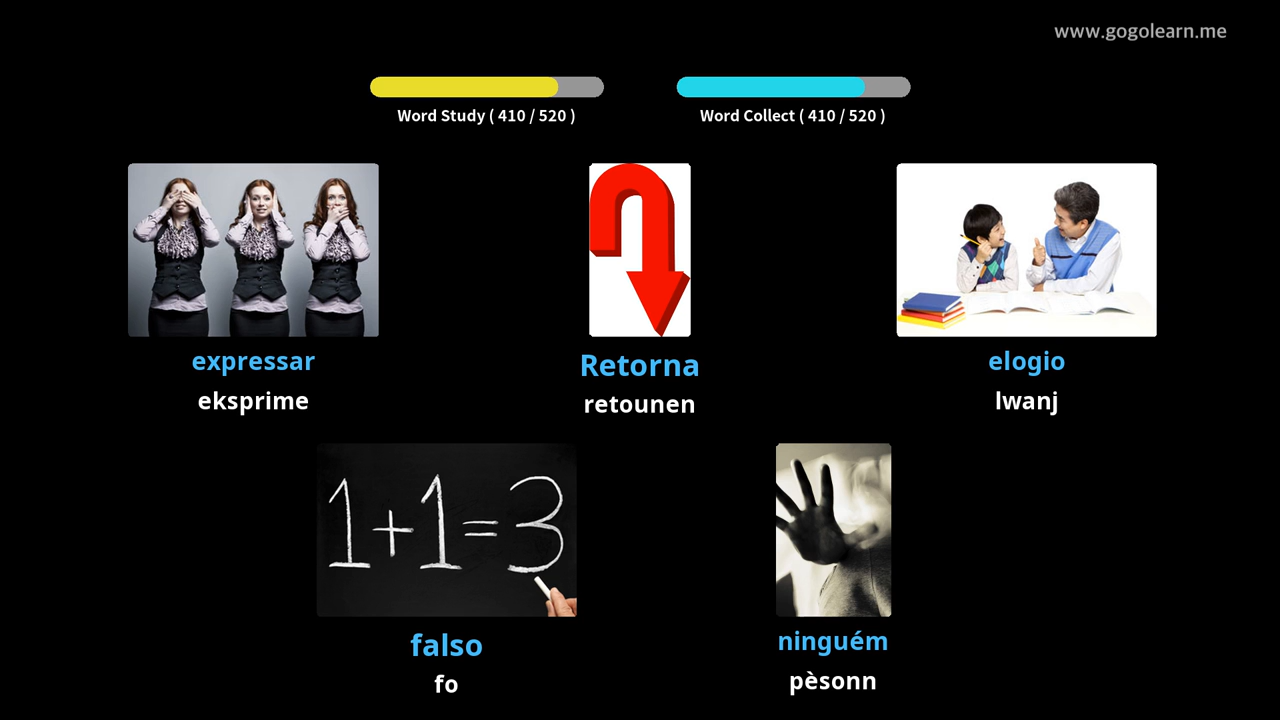 www.gogolearn.me
Word Study ( 410 / 520 )
Word Collect ( 410 / 520 )
expressar
eksprime
Retorna
retounen
elogio
lwanj
1+1=3
falso
fo
ninguém
pèsonn